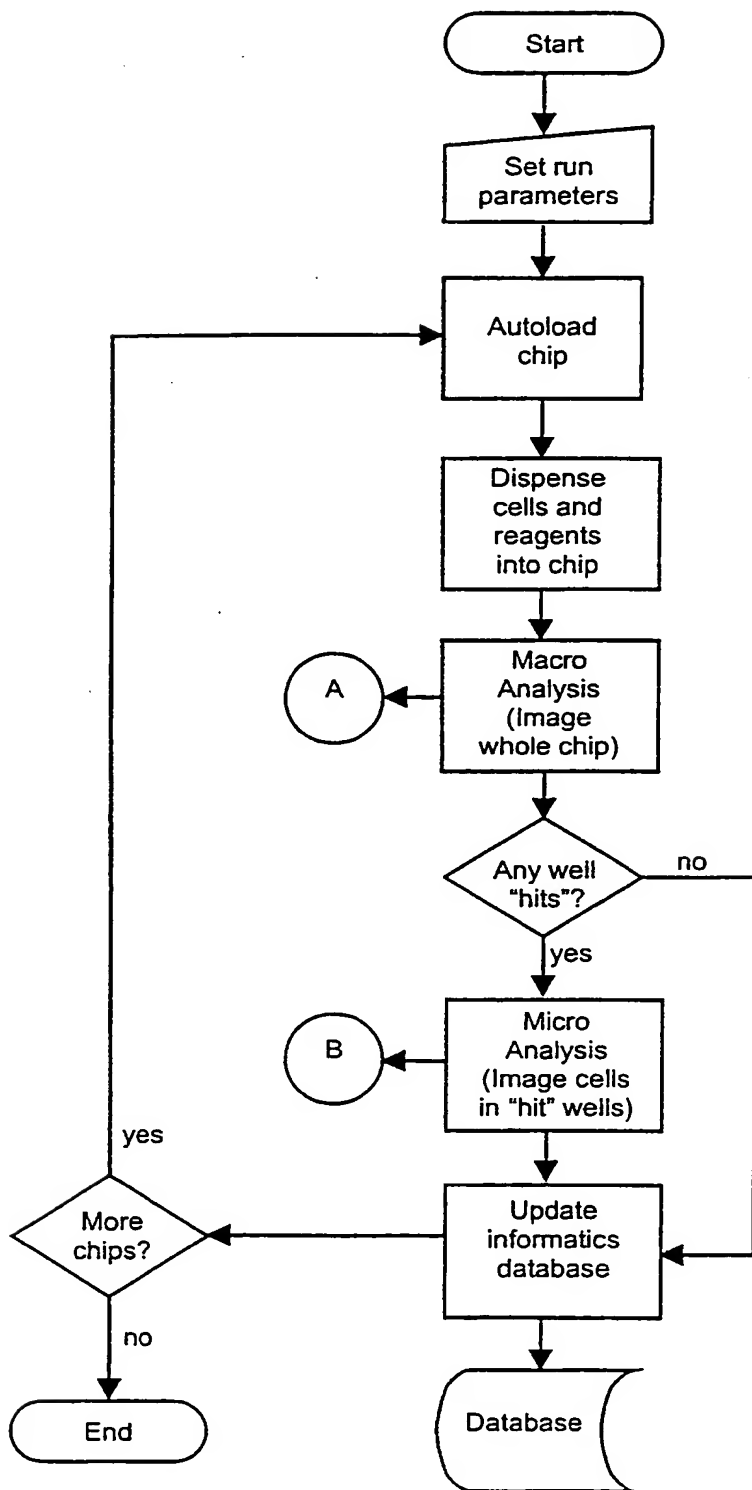 Start
Set run
parameters
Autoload
chip
Dispense
cells and
reagents
into chip
A
Macro
Analysis
(Image
whole chip)
Any well
"hits"?
no
yes
B
Micro
Analysis
(Image cells
in "hit" wells)
yes
More
chips?
Update
informatics
database
no
End
Database